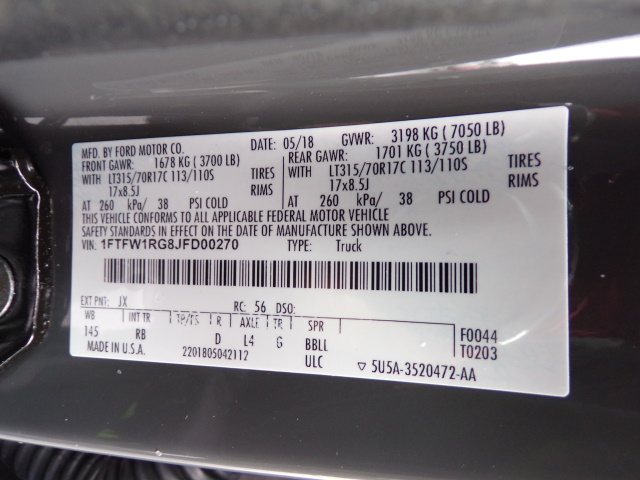 MFD. BY FORD MOTOR CO. DATE: 05/18 GVWR: 3198 KG ( 7050 LB)
FRONT GAWR: 1678 KG ( 3700 LB) REAR GAWR: 1701 KG ( 3750 LB)
WITH LT315/70R17C 113/110S TIRES WITH LT315/70R17C 113/110S TIRES
17x8.5J RIMS 17x8.5J RIMS
AT 260 kPa/ 38 PSI COLD AT 260 kPa/ 38 PSI COLD
THIS VEHICLE CONFORMS TO ALL APPLICABLE FEDERAL MOTOR VEHICLE
SAFETY STANDARDS IN EFFECT ON THE DATE OF MANUFACTURE SHOWN ABOVE.
VIN: 1FTFW1RG8JFD00270 TYPE: Truck
EXT PNT: JX RC: 56 DSO:
WB INT TR TP/PS R AXLE TR SPR F0044
145 RB D L4 G BBLL T0203
MADE IN U.S.A. 2201805042112 ULC ▽ 5U5A-3520472-AA